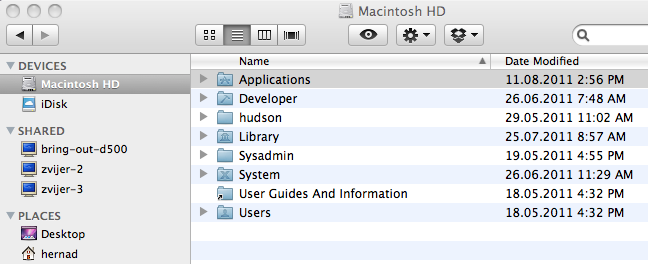 Macintosh HD
DEVICES
Macintosh HD
iDisk
SHARED
bring-out-d500
zvijer-2
zvijer-3
PLACES
Desktop
hernad
Name Date Modified
Applications 11.08.2011 2:56 PM
Developer 26.06.2011 7:48 AM
hudson 29.05.2011 11:02 AM
Library 25.07.2011 8:57 AM
Sysadmin 19.05.2011 4:55 PM
System 26.06.2011 11:29 AM
User Guides And Information 18.05.2011 4:32 PM
Users 18.05.2011 4:32 PM